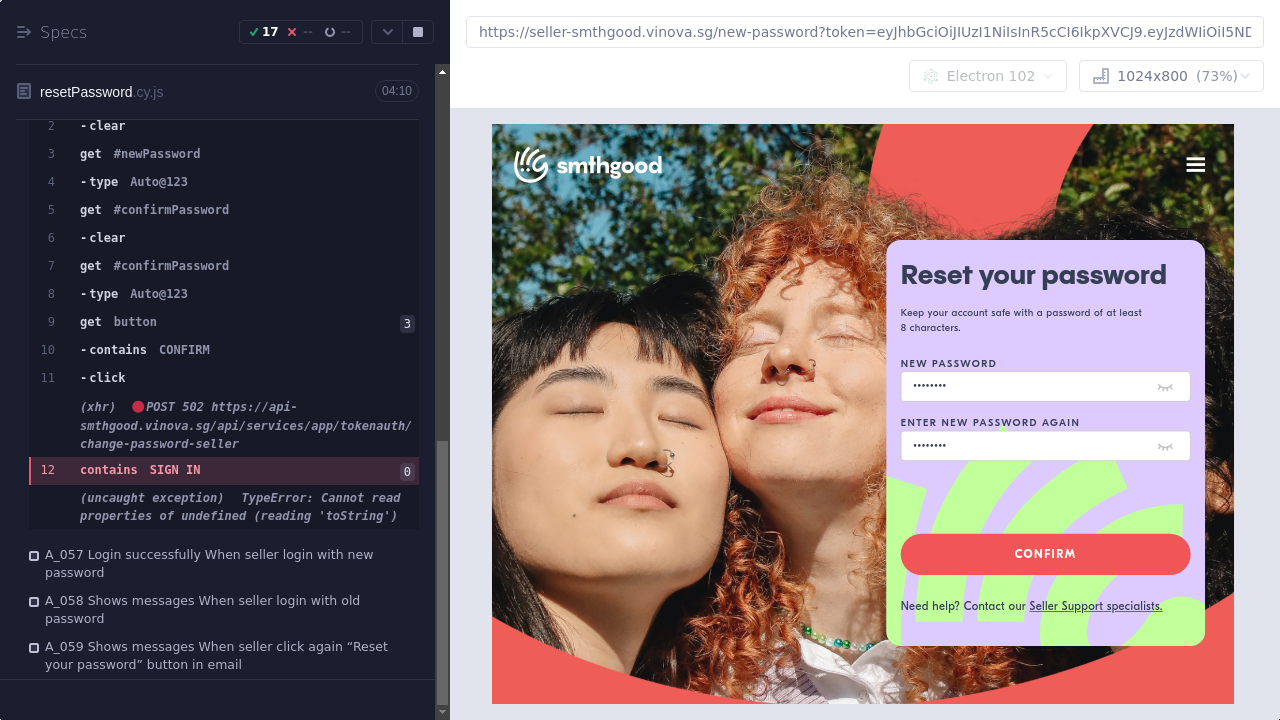 Specs
17
--
--
resetPassword.cy.js
04:10
2 -clear
3 get #newPassword
4 -type Auto@123
5 get #confirmPassword
6 -clear
7 get #confirmPassword
8 -type Auto@123
9 get button 3
10 -contains CONFIRM
11 -click
(xhr) POST 502 https://api-
smthgood.vinova.sg/api/services/app/tokenauth/
change-password-seller
12 contains SIGN IN 0
(uncaught exception) TypeError: Cannot read
properties of undefined (reading 'toString')
A_057 Login successfully When seller login with new
password
A_058 Shows messages When seller login with old
password
A_059 Shows messages When seller click again “Reset
your password” button in email
https://seller-smthgood.vinova.sg/new-password?token=eyJhbGciOiJIUzI1NiIsInR5cCI6IkpXVCJ9.eyJzdWIiOiI5ND
Electron 102
1024x800 (73%)
smthgood
Reset your password
Keep your account safe with a password of at least
8 characters.
NEW PASSWORD
••••••••
ENTER NEW PASSWORD AGAIN
••••••••
CONFIRM
Need help? Contact our Seller Support specialists.